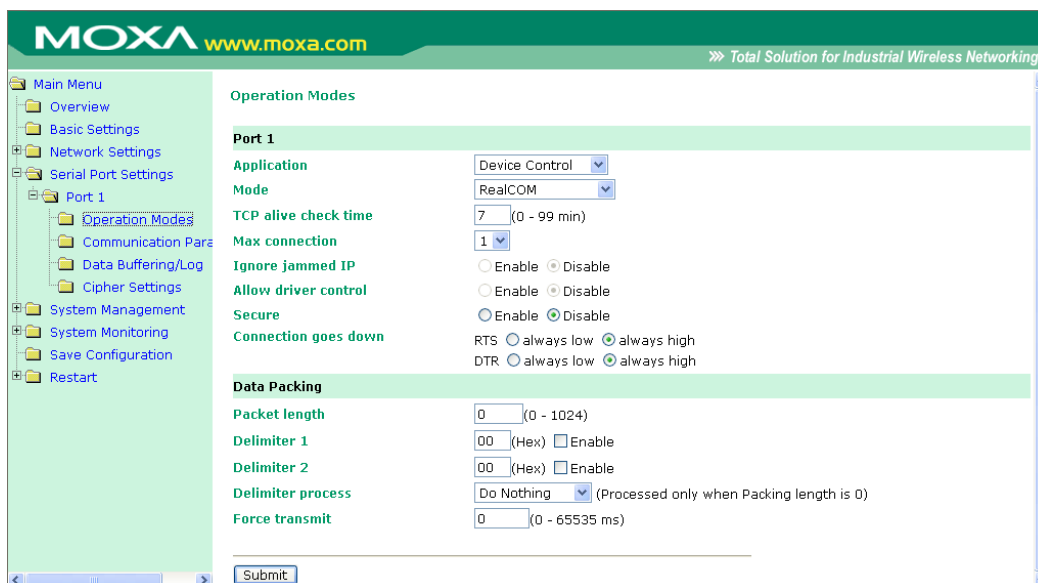 MOXA www.moxa.com
Total Solution for Industrial Wireless Networking
Main Menu
Overview
Basic Settings
Network Settings
Serial Port Settings
Port 1
Operation Modes
Communication Para
Data Buffering/Log
Cipher Settings
System Management
System Monitoring
Save Configuration
Restart
Operation Modes
Port 1
Application Device Control
Mode RealCOM
TCP alive check time 7 (0 - 99 min)
Max connection 1
Ignore jammed IP Enable Disable
Allow driver control Enable Disable
Secure Enable Disable
Connection goes down RTS always low always high
DTR always low always high
Data Packing
Packet length 0 (0 - 1024)
Delimiter 1 00 (Hex) Enable
Delimiter 2 00 (Hex) Enable
Delimiter process Do Nothing (Processed only when Packing length is 0)
Force transmit 0 (0 - 65535 ms)
Submit